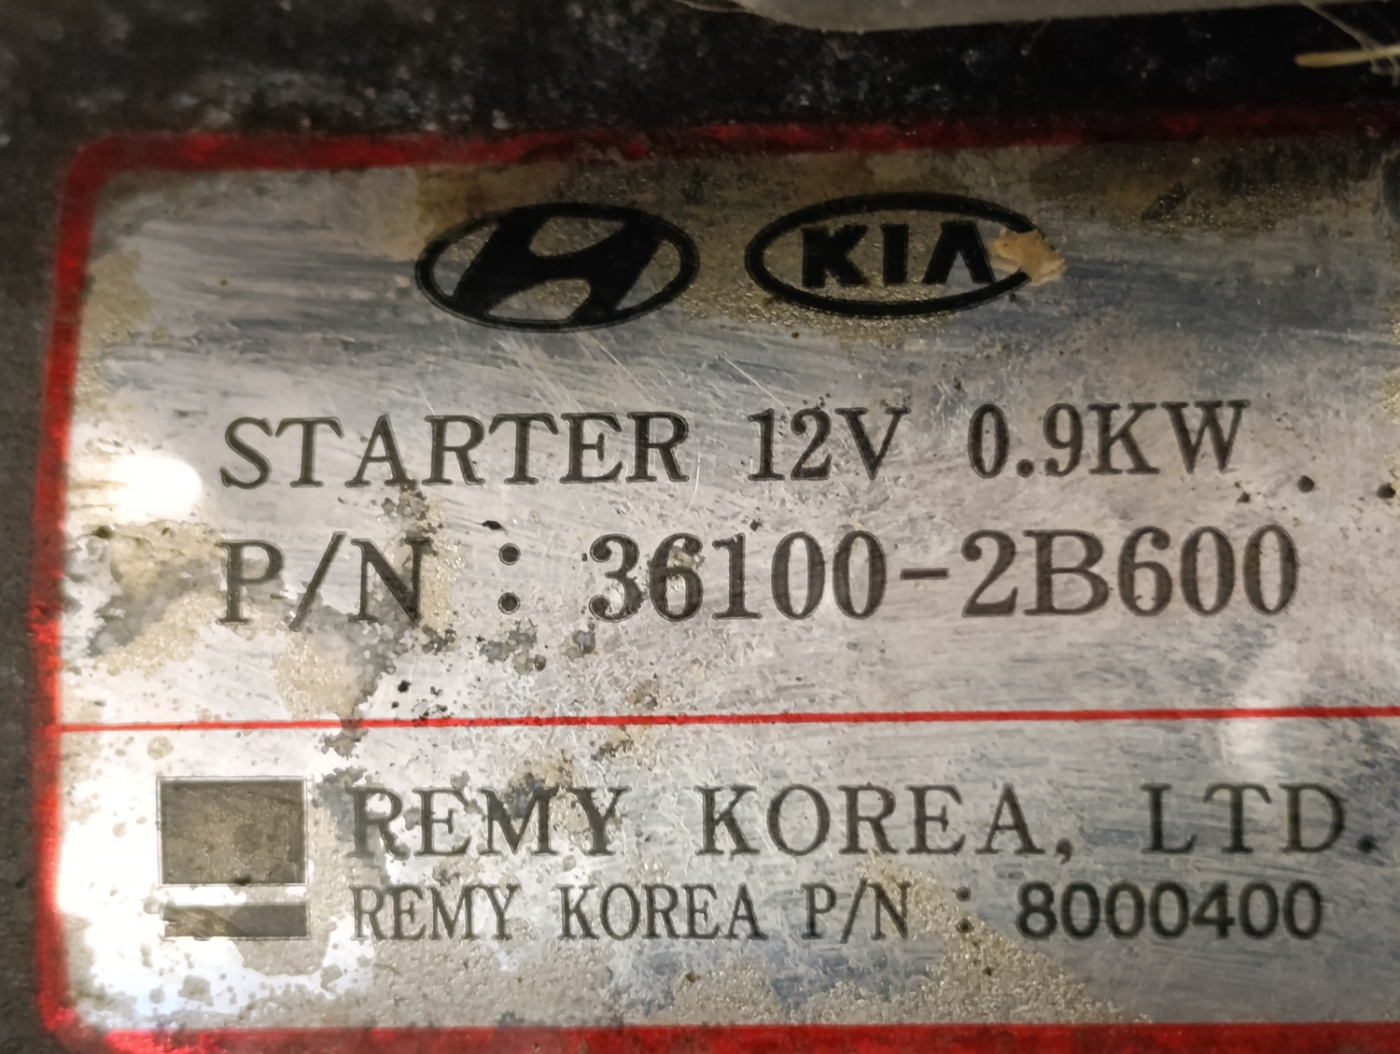 KIA
STARTER 12V 0.9KW
P/N : 36100-2B600
REMY KOREA, LTD.
REMY KOREA P/N : 8000400